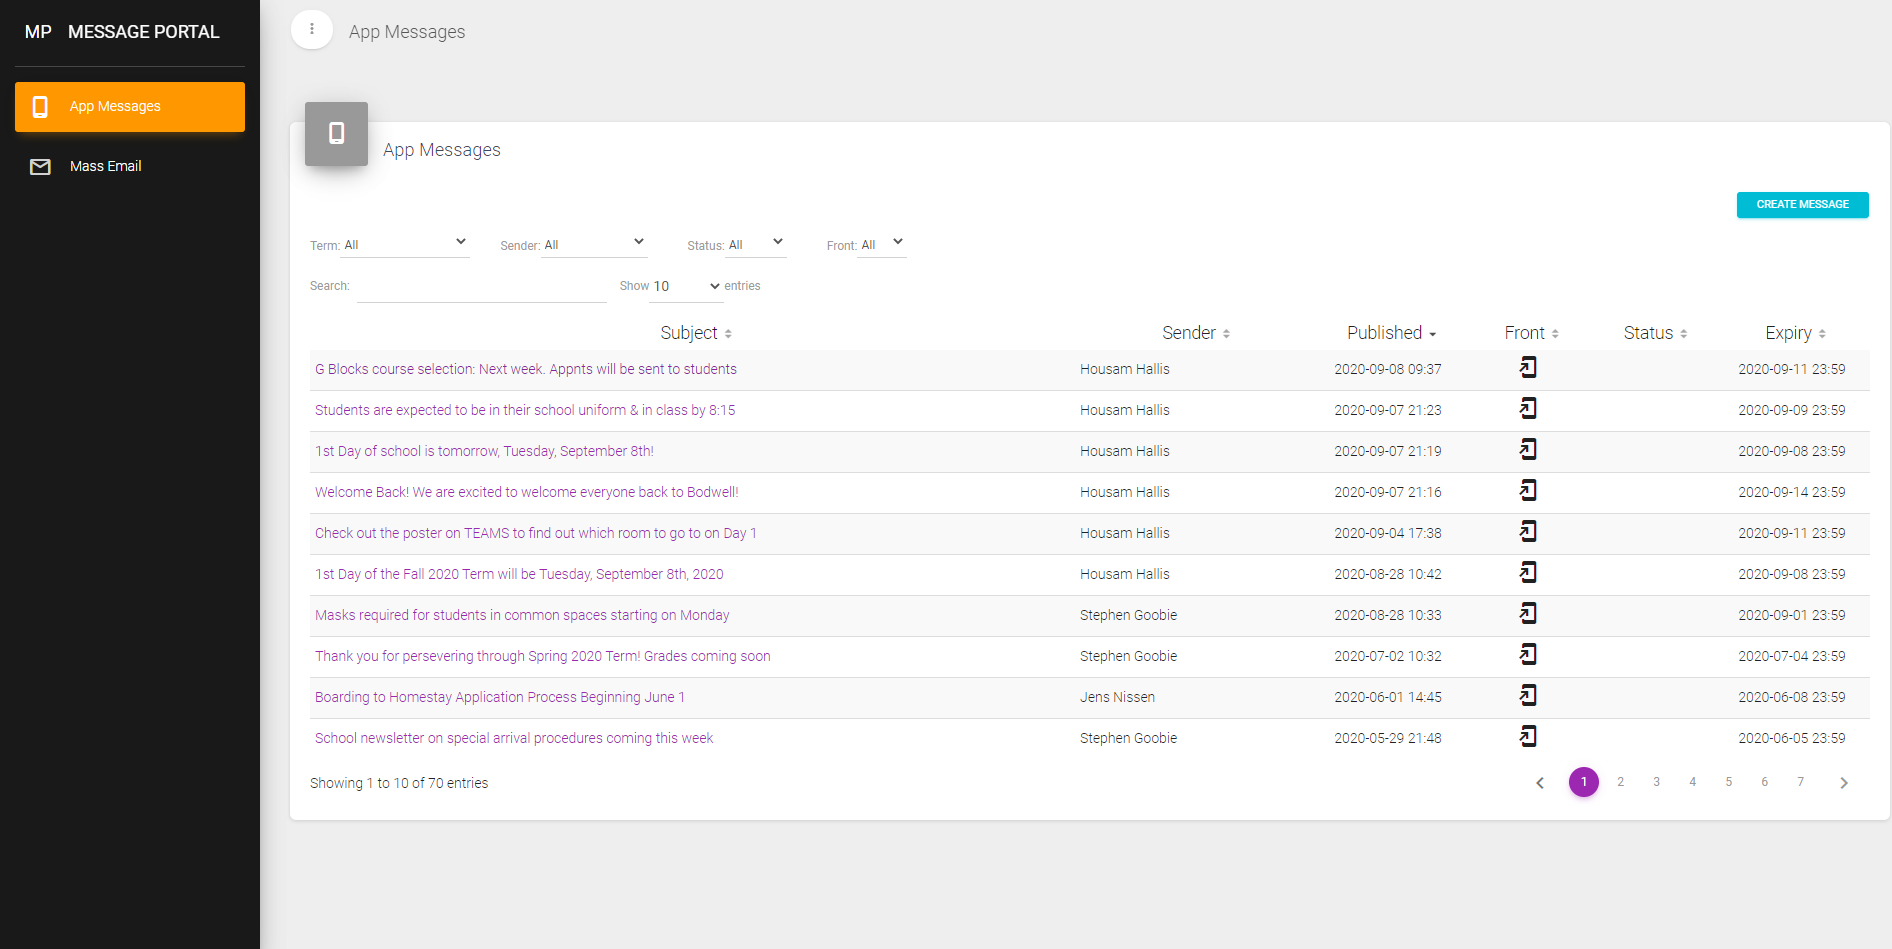 MP MESSAGE PORTAL
App Messages
Mass Email
App Messages
App Messages
CREATE MESSAGE
Term: All Sender: All Status: All Front: All
Search: Show 10 entries
Subject Sender Published Front Status Expiry
G Blocks course selection: Next week. Appnts will be sent to students Housam Hallis 2020-09-08 09:37 2020-09-11 23:59
Students are expected to be in their school uniform & in class by 8:15 Housam Hallis 2020-09-07 21:23 2020-09-09 23:59
1st Day of school is tomorrow, Tuesday, September 8th! Housam Hallis 2020-09-07 21:19 2020-09-08 23:59
Welcome Back! We are excited to welcome everyone back to Bodwell! Housam Hallis 2020-09-07 21:16 2020-09-14 23:59
Check out the poster on TEAMS to find out which room to go to on Day 1 Housam Hallis 2020-09-04 17:38 2020-09-11 23:59
1st Day of the Fall 2020 Term will be Tuesday, September 8th, 2020 Housam Hallis 2020-08-28 10:42 2020-09-08 23:59
Masks required for students in common spaces starting on Monday Stephen Goobie 2020-08-28 10:33 2020-09-01 23:59
Thank you for persevering through Spring 2020 Term! Grades coming soon Stephen Goobie 2020-07-02 10:32 2020-07-04 23:59
Boarding to Homestay Application Process Beginning June 1 Jens Nissen 2020-06-01 14:45 2020-06-08 23:59
School newsletter on special arrival procedures coming this week Stephen Goobie 2020-05-29 21:48 2020-06-05 23:59
Showing 1 to 10 of 70 entries 1 2 3 4 5 6 7